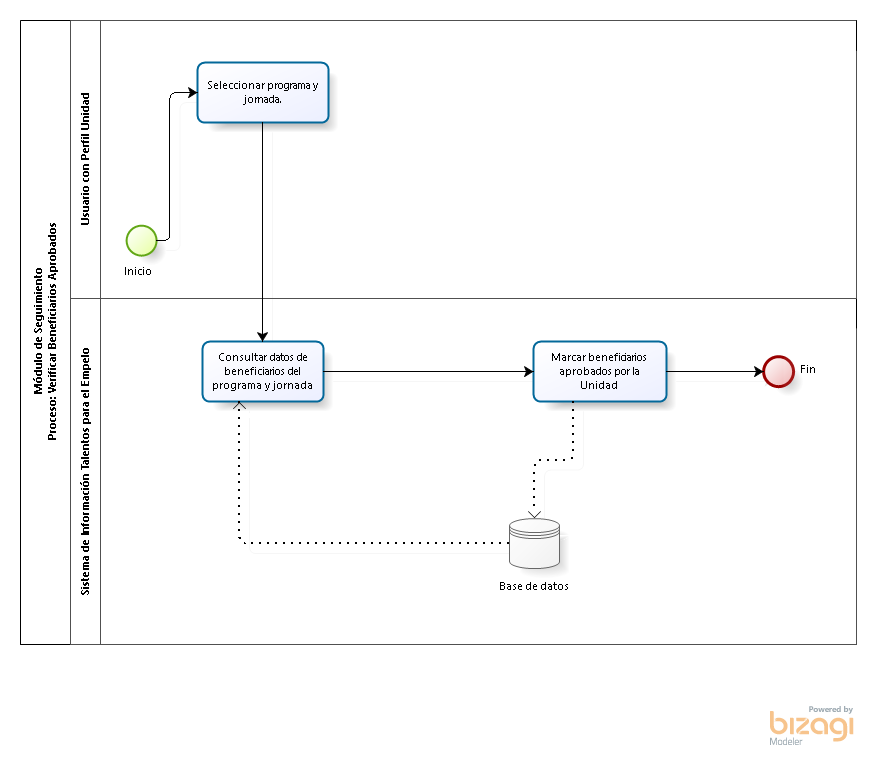 Módulo de Seguimiento
Proceso: Verificar Beneficiarios Aprobados
Usuario con Perfil Unidad
Seleccionar programa y
jornada.
Inicio
Sistema de Información Talentos para el Empelo
Consultar datos de
beneficiarios del
programa y jornada
Marcar beneficiarios
aprobados por la
Unidad
Fin
Base de datos
Powered by
bizagi
Modeler